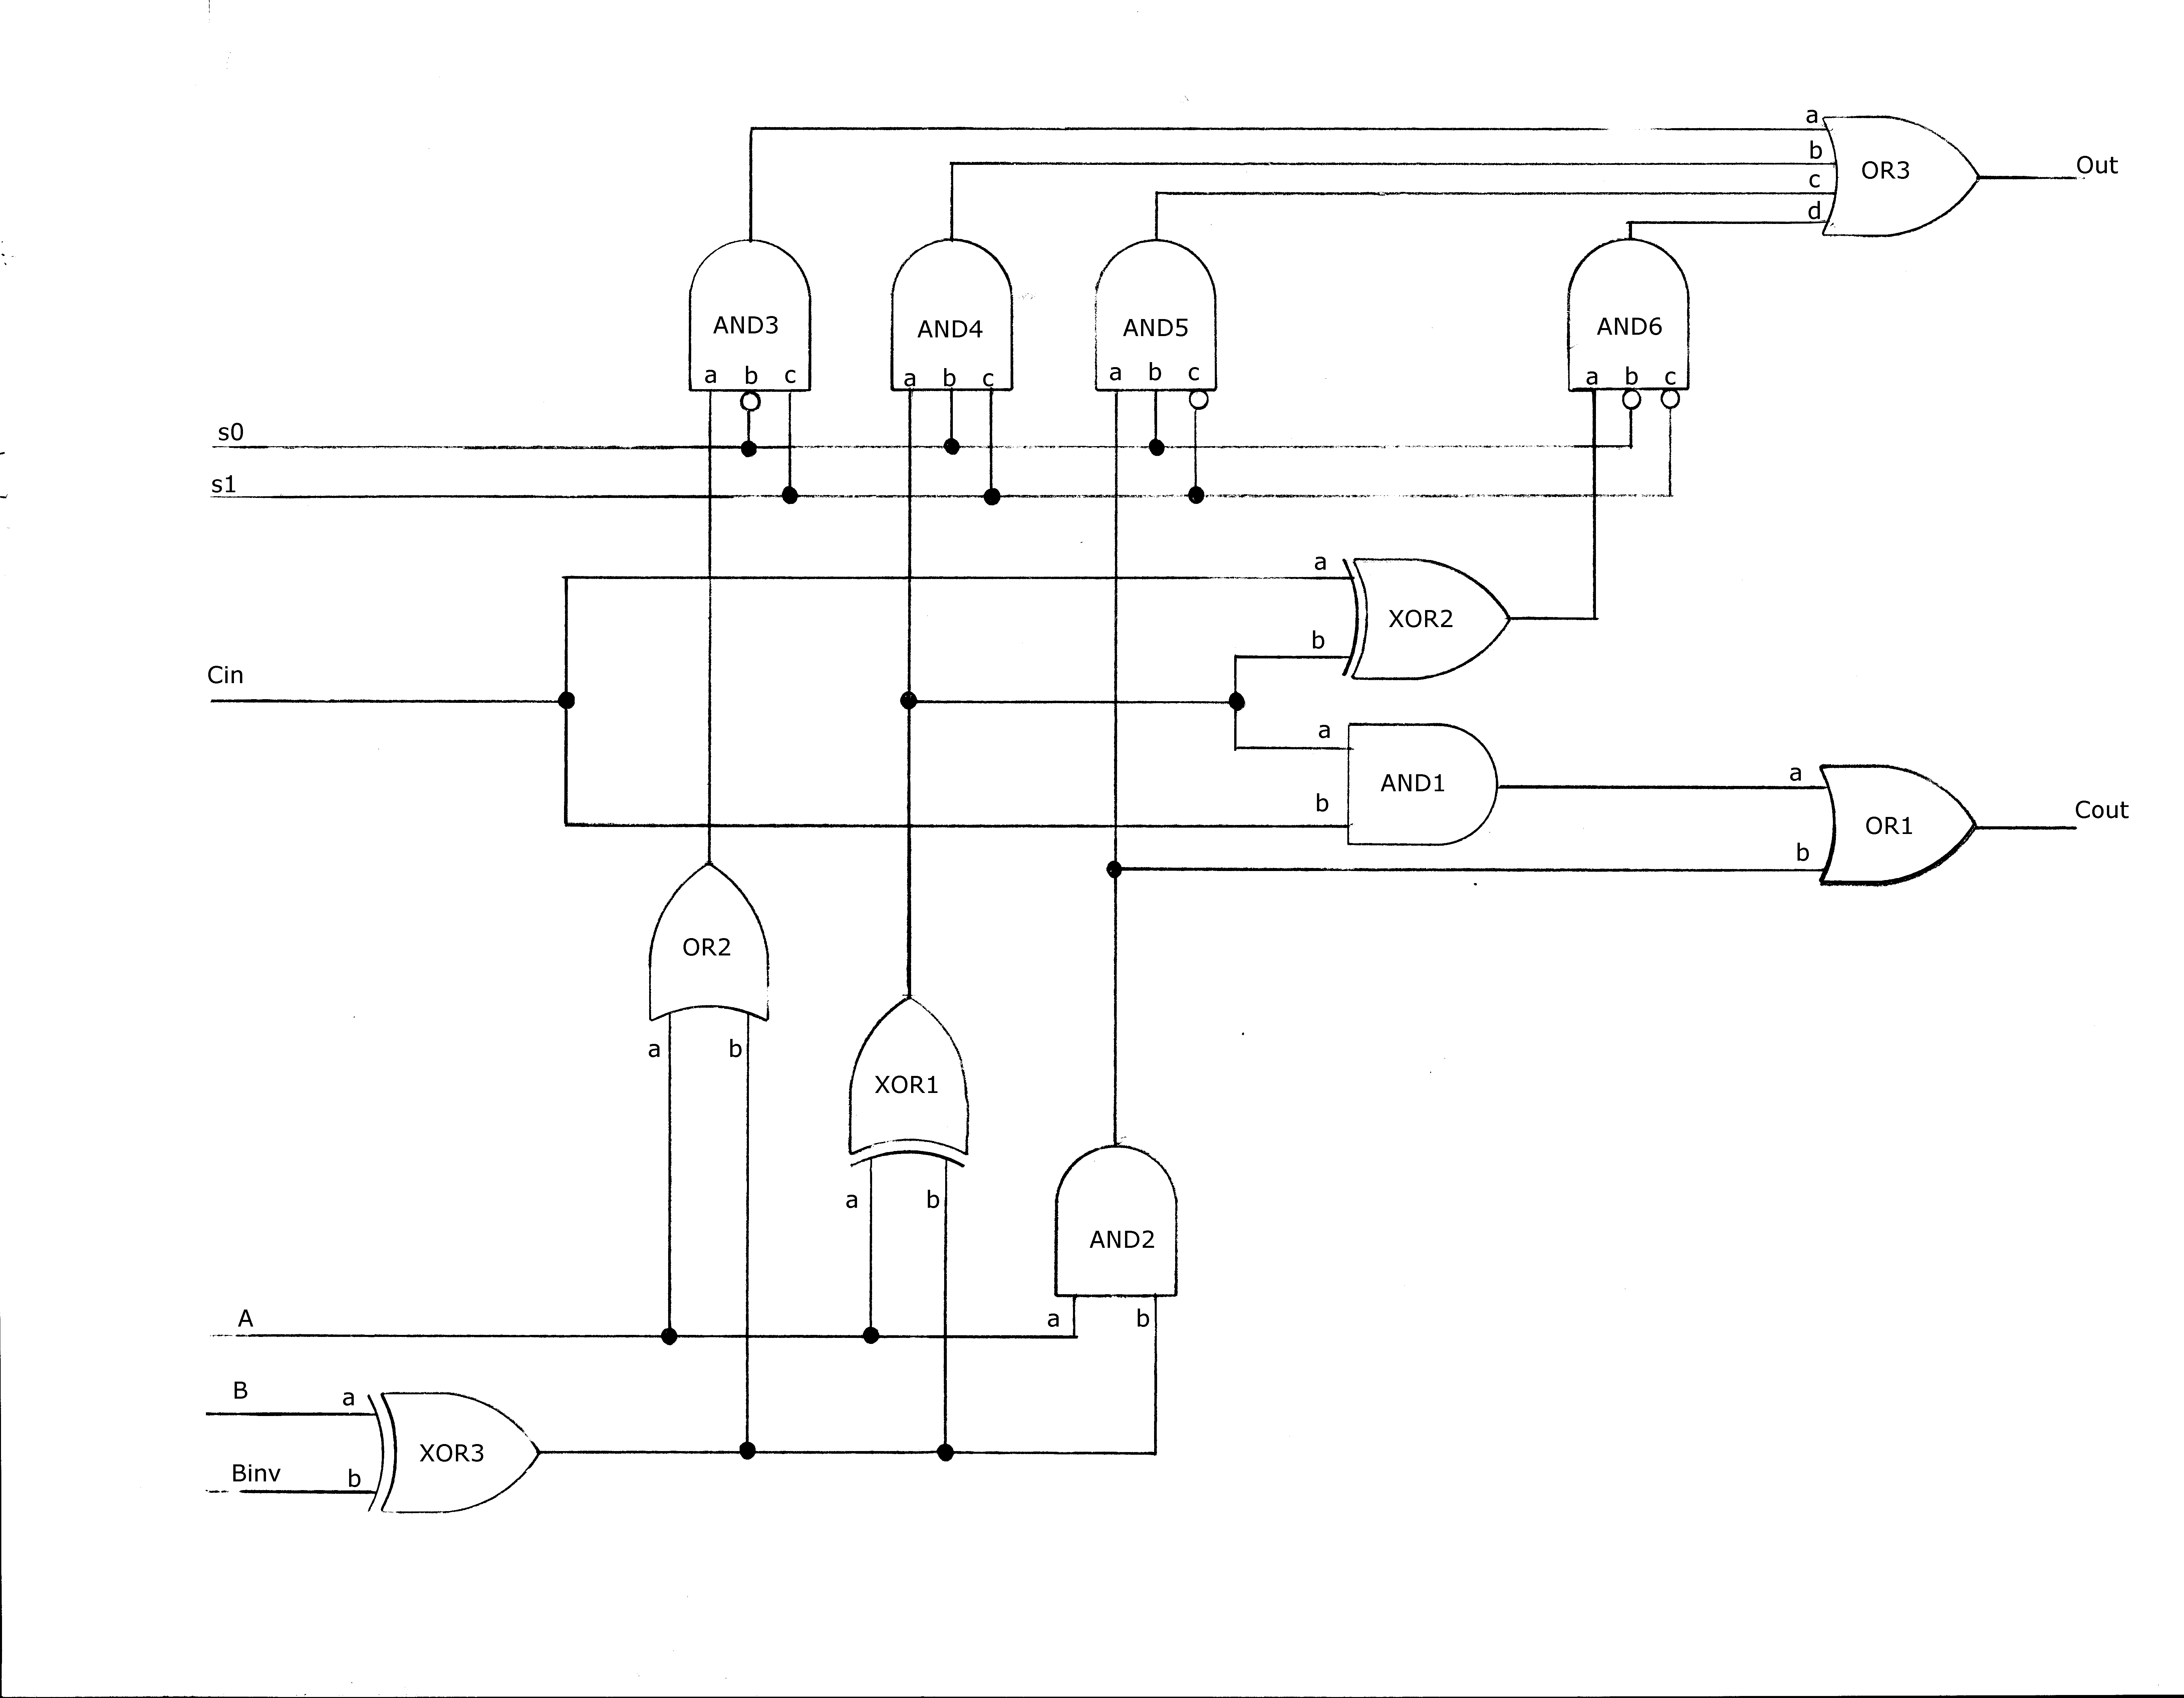 a
b
OR3
Out
c
d
AND3
AND4
AND5
AND6
a b c
a b c
a b c
a b c
s0
s1
a
XOR2
b
Cin
a
AND1
b
a
OR1
Cout
b
OR2
a b
XOR1
a b
AND2
a b
A
B
a
XOR3
Binv
b